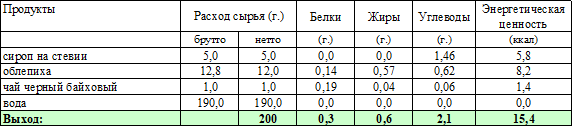 Продукты Расход сырья (г.) Белки Жиры Углеводы Энергетическая ценность
брутто нетто (г.) (г.) (г.) (ккал)
сироп на стевии 5,0 5,0 0,0 0,0 1,46 5,8
облепиха 12,8 12,0 0,14 0,57 0,62 8,2
чай черный байховый 1,0 1,0 0,19 0,04 0,06 1,4
вода 190,0 190,0 0,0 0,0 0,0 0,0
Выход: 200 0,3 0,6 2,1 15,4